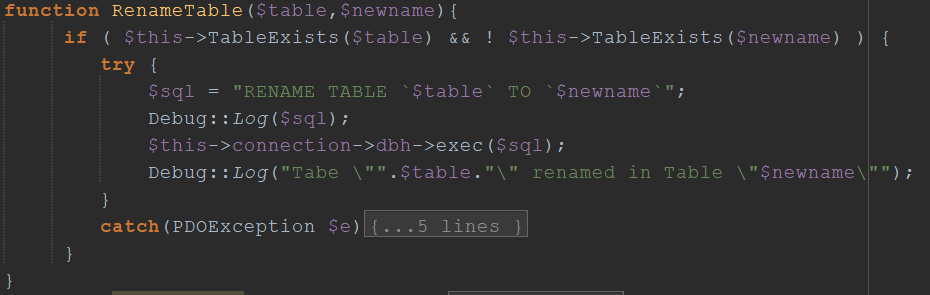 function RenameTable($table,$newname){
if ( $this->TableExists($table) && ! $this->TableExists($newname) ) {
try {
$sql = "RENAME TABLE `$table` TO `$newname`";
Debug::Log($sql);
$this->connection->dbh->exec($sql);
Debug::Log("Tabe \"".$table."\" renamed in Table \"$newname\"");
}
catch(PDOException $e){...5 lines }
}
}